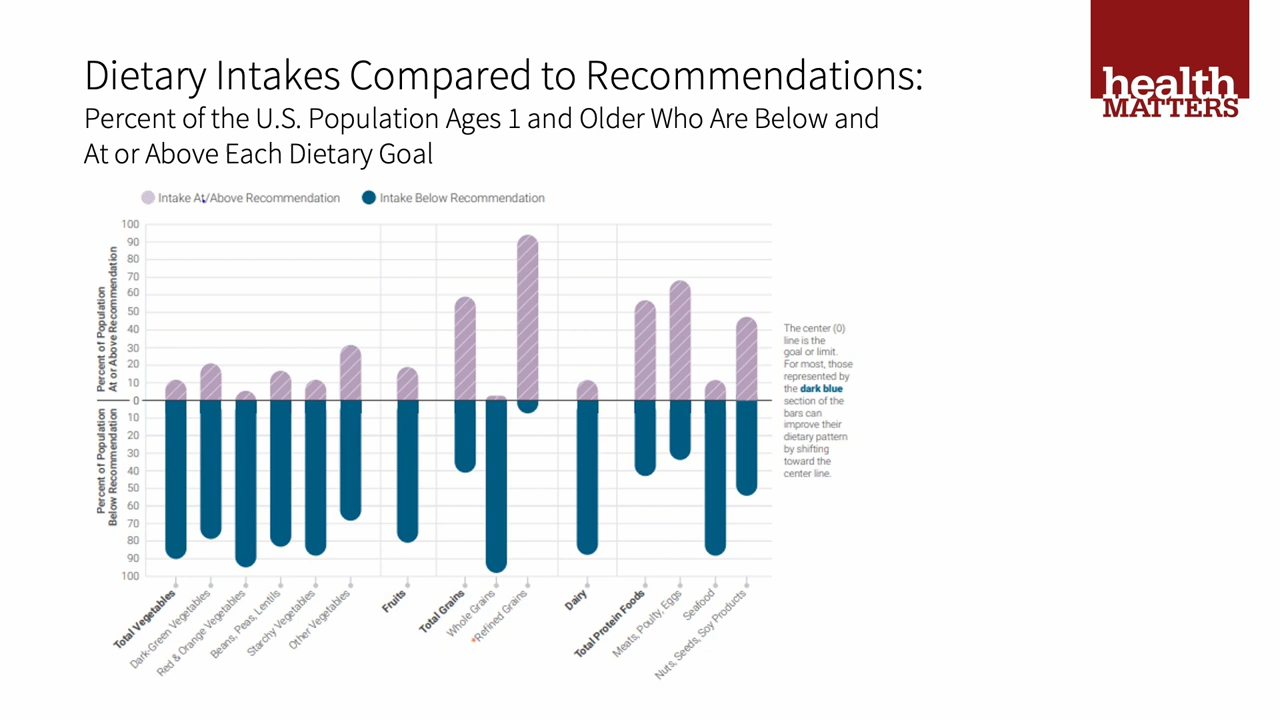 Dietary Intakes Compared to Recommendations:
Percent of the U.S. Population Ages 1 and Older Who Are Below and
At or Above Each Dietary Goal
health
MATTERS
Intake At/Above Recommendation
Intake Below Recommendation
Percent of Population
At or Above Recommendation
100
90
80
70
60
50
40
30
20
10
0
10
20
30
40
50
60
70
80
90
100
Percent of Population
Below Recommendation
Total Vegetables
Dark-Green Vegetables
Red & Orange Vegetables
Beans, Peas, Lentils
Starchy Vegetables
Other Vegetables
Fruits
Total Grains
Whole Grains
*Refined Grains
Dairy
Total Protein Foods
Meats, Poulty, Eggs
Seafood
Nuts, Seeds, Soy Products
The center (0)
line is the
goal or limit.
For most, those
represented by
the dark blue
section of the
bars can
improve their
dietary pattern
by shifting
toward the
center line.